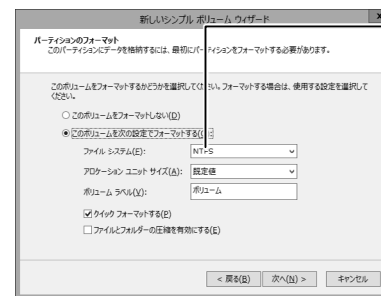 新しいシンプル ボリューム ウィザード
パーティションのフォーマット
このパーティションにデータを格納するには、最初にパーティションをフォーマットする必要があります。
このボリュームをフォーマットするかどうかを選択してください。フォーマットする場合は、使用する設定を選択して
ください。
このボリュームをフォーマットしない(D)
このボリュームを次の設定でフォーマットする(O):
ファイル システム(F): NTFS
アロケーション ユニット サイズ(A): 既定値
ボリューム ラベル(V): ボリューム
クイック フォーマットする(P)
ファイルとフォルダーの圧縮を有効にする(E)
< 戻る(B) 次へ(N) > キャンセル